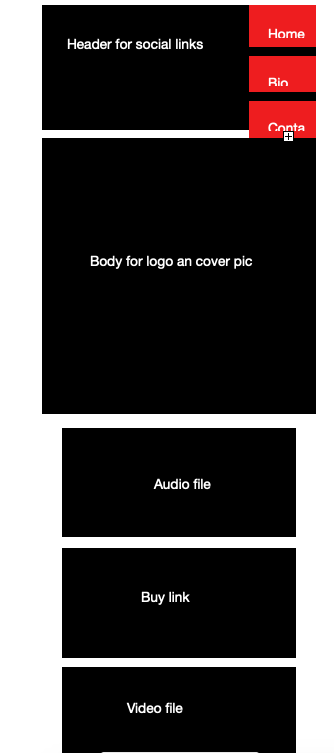 Header for social links
Home
Bio
Conta
Body for logo an cover pic
Audio file
Buy link
Video file